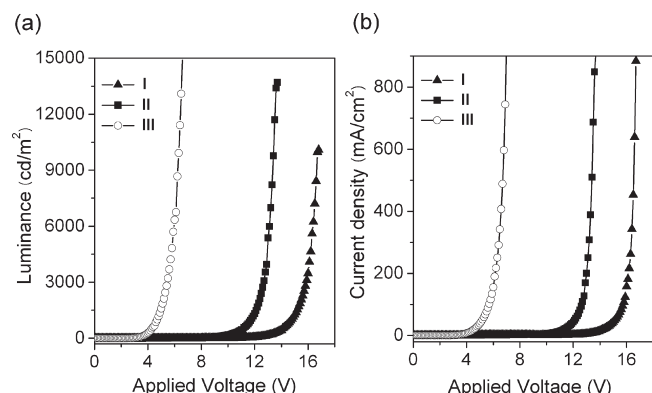 (a)
Luminance (cd/m²)
15000
12000
9000
6000
3000
0
I
II
III
0 4 8 12 16
Applied Voltage (V)
(b)
Current density (mA/cm²)
800
600
400
200
0
I
II
III
0 4 8 12 16
Applied Voltage (V)